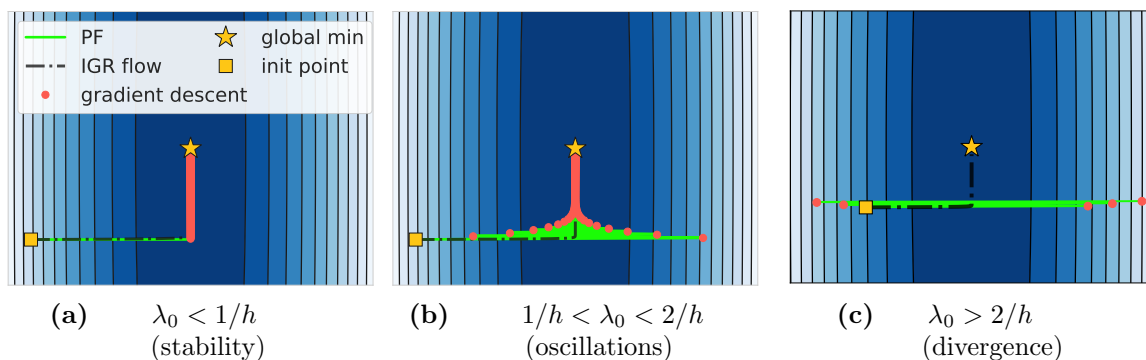 PF
IGR flow
gradient descent
global min
init point
(a) λ₀ < 1/h
(stability)
(b) 1/h < λ₀ < 2/h
(oscillations)
(c) λ₀ > 2/h
(divergence)